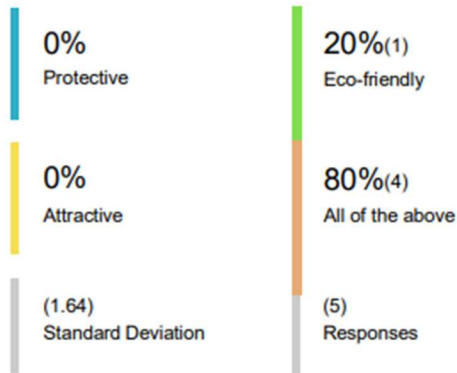 0%
Protective
20%(1)
Eco-friendly
0%
Attractive
80%(4)
All of the above
(1.64)
Standard Deviation
(5)
Responses